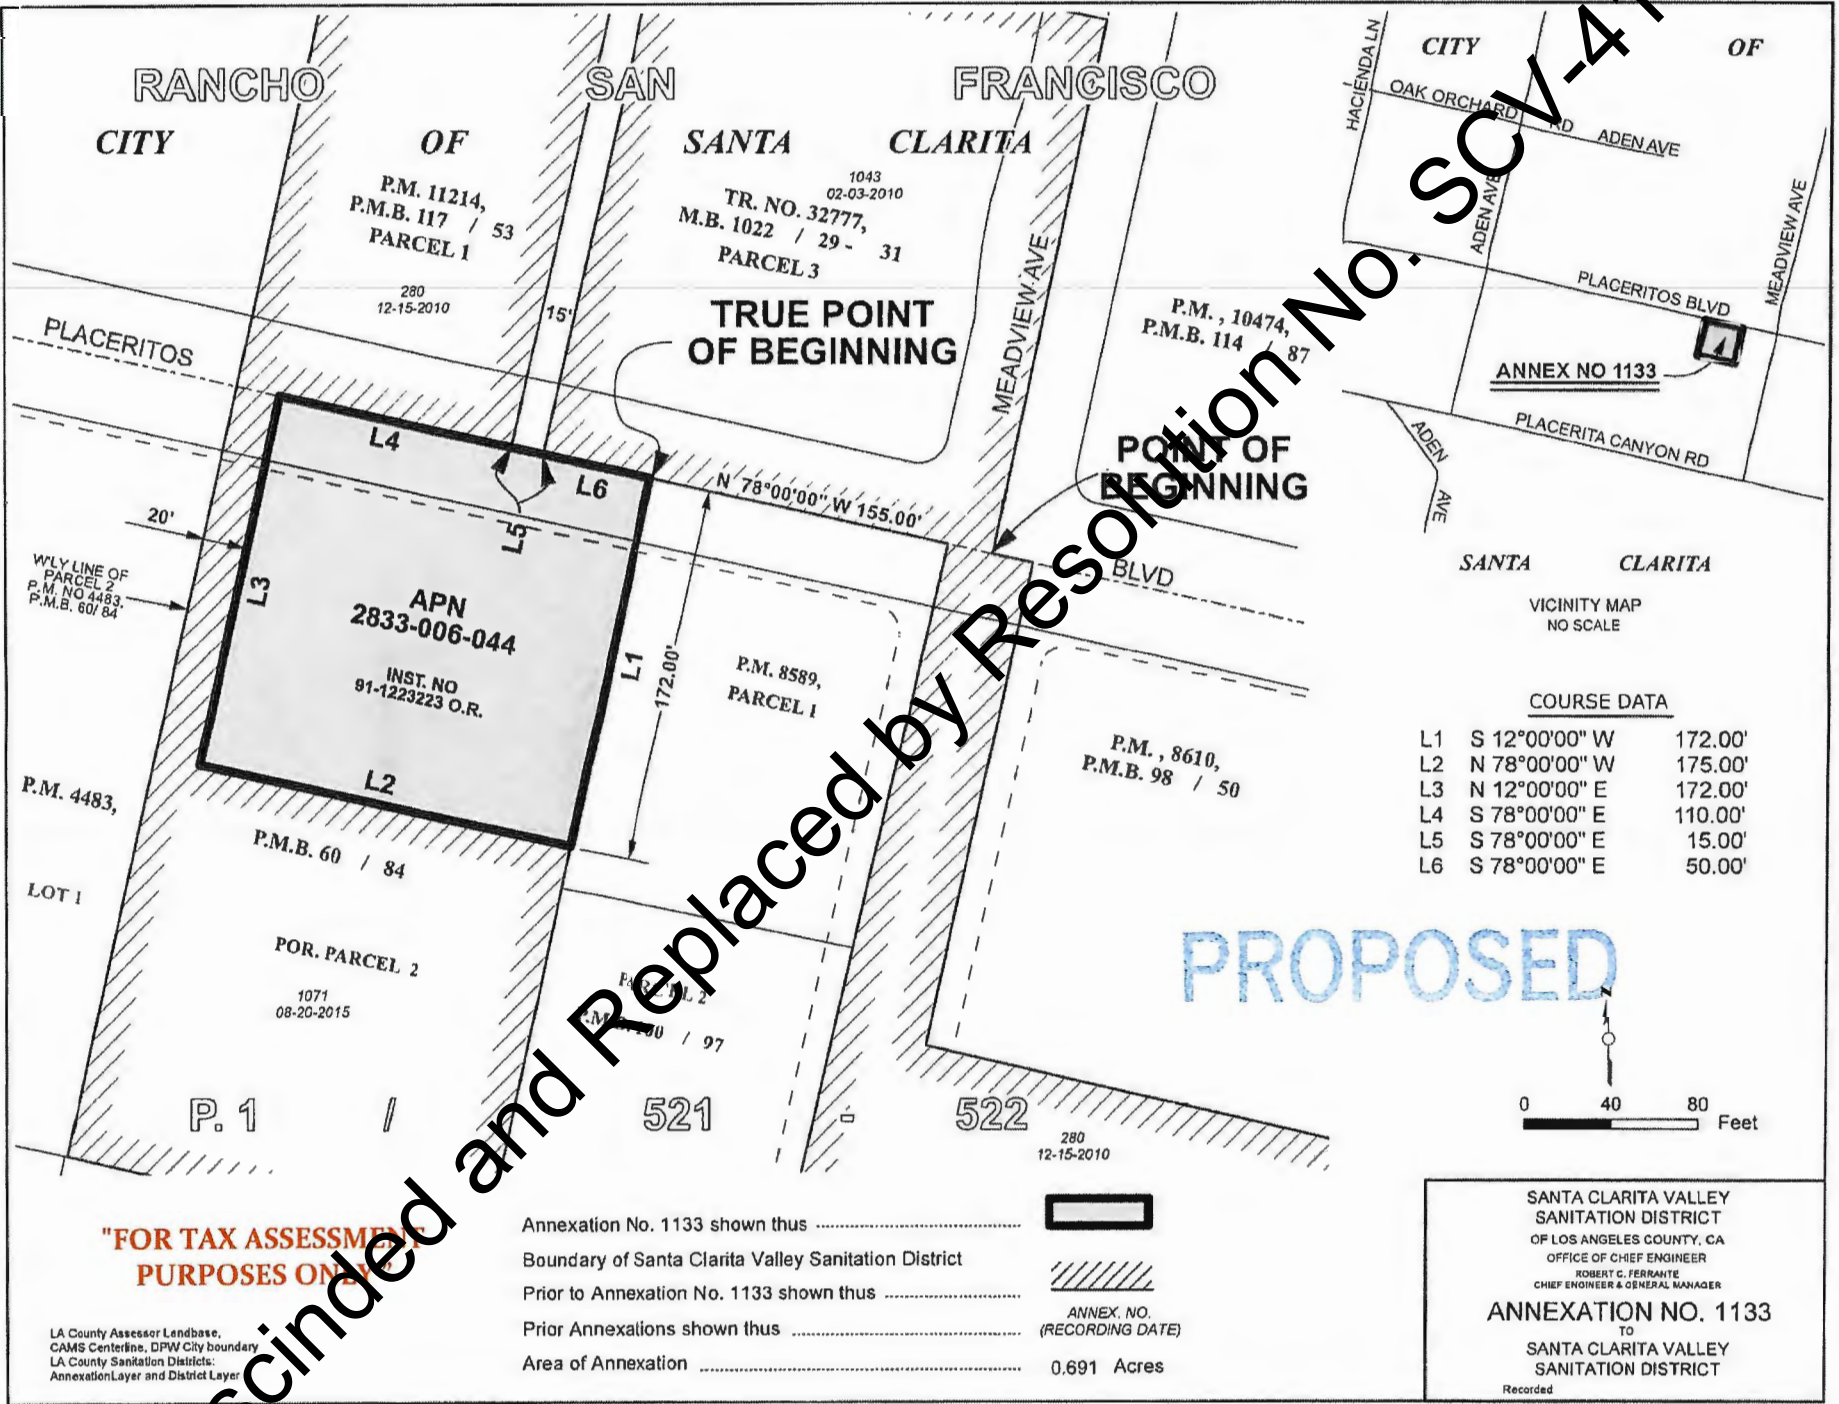 RANCHO SAN FRANCISCO
CITY OF SANTA CLARITA
P.M. 11214,
P.M.B. 117 / 53
PARCEL 1
280
12-15-2010
15'
1043
02-03-2010
TR. NO. 32777,
M.B. 1022 / 29 - 31
PARCEL 3
TRUE POINT
OF BEGINNING
MEADVIEW AVE
P.M. , 10474,
P.M.B. 114 / 87
POINT OF
BEGINNING
PLACERITOS
BLVD
N 78°00'00" W 155.00'
L4
L6
L5
L3
L1
L2
172.00'
20'
W'LY LINE OF
PARCEL 2
P.M. NO 4483,
P.M.B. 60/ 84
APN
2833-006-044
INST. NO
91-1223223 O.R.
P.M. 8589,
PARCEL 1
P.M. , 8610,
P.M.B. 98 / 50
P.M. 4483,
P.M.B. 60 / 84
LOT 1
POR. PARCEL 2
1071
08-20-2015
PARCEL 2
/ 97
P. 1 / 521 - 522
280
12-15-2010
CITY OF
HACIENDA LN
OAK ORCHARD RD
ADEN AVE
ADEN AVE
MEADVIEW AVE
PLACERITOS BLVD
ANNEX NO 1133
PLACERITA CANYON RD
ADEN
AVE
SANTA CLARITA
VICINITY MAP
NO SCALE
COURSE DATA
L1 S 12°00'00" W 172.00'
L2 N 78°00'00" W 175.00'
L3 N 12°00'00" E 172.00'
L4 S 78°00'00" E 110.00'
L5 S 78°00'00" E 15.00'
L6 S 78°00'00" E 50.00'
PROPOSED
N
0 40 80
Feet
scinded and Replaced by Resolution No. SCV-41
"FOR TAX ASSESSMENT
PURPOSES ONLY"
LA County Assessor Landbase,
CAMS Centerline, DPW City boundary
LA County Sanitation Districts:
AnnexationLayer and District Layer
Annexation No. 1133 shown thus
Boundary of Santa Clarita Valley Sanitation District
Prior to Annexation No. 1133 shown thus
Prior Annexations shown thus
ANNEX. NO.
(RECORDING DATE)
Area of Annexation 0.691 Acres
SANTA CLARITA VALLEY
SANITATION DISTRICT
OF LOS ANGELES COUNTY, CA
OFFICE OF CHIEF ENGINEER
ROBERT C. FERRANTE
CHIEF ENGINEER & GENERAL MANAGER
ANNEXATION NO. 1133
TO
SANTA CLARITA VALLEY
SANITATION DISTRICT
Recorded